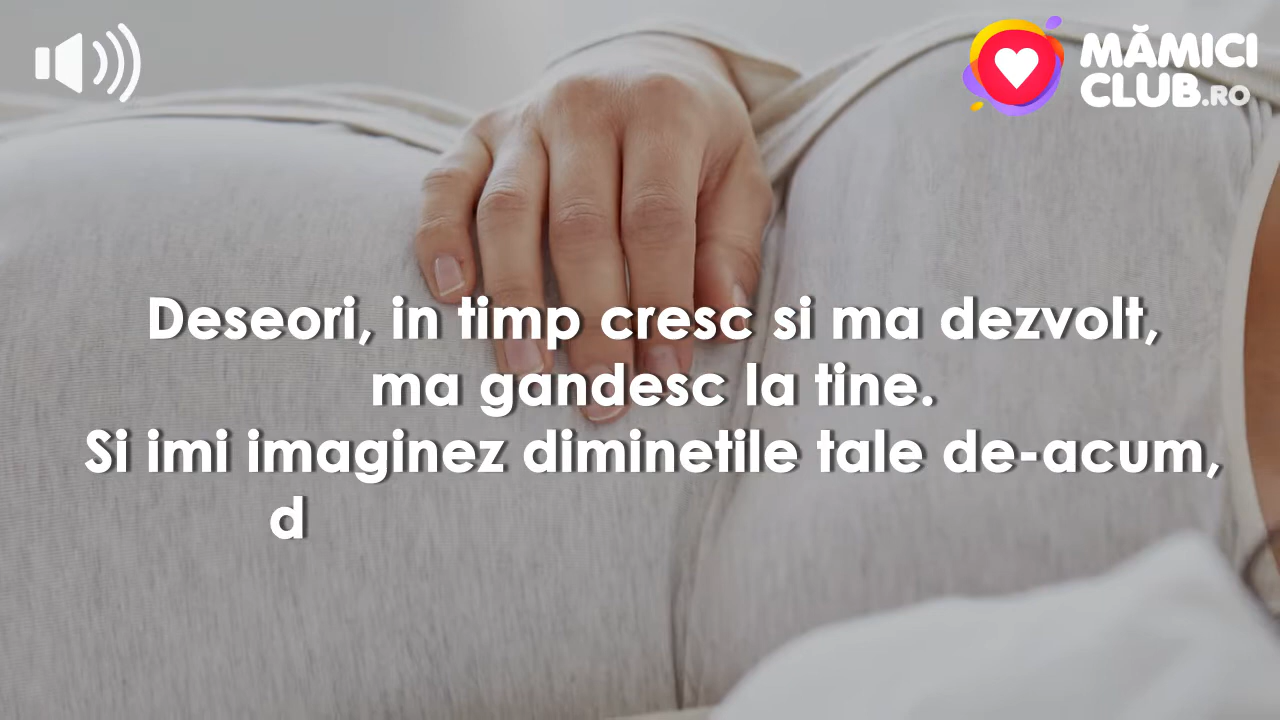 MĂMICI
CLUB.RO
Deseori, in timp cresc si ma dezvolt,
ma gandesc la tine.
Si imi imaginez diminetile tale de-acum,
d